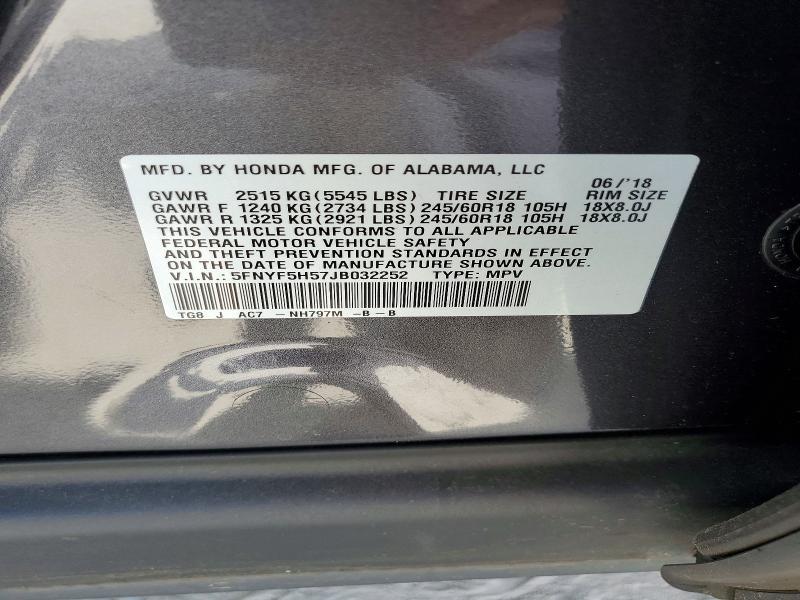 MFD. BY HONDA MFG. OF ALABAMA, LLC 06/'18
GVWR 2515 KG (5545 LBS) TIRE SIZE RIM SIZE
GAWR F 1240 KG (2734 LBS) 245/60R18 105H 18X8.0J
GAWR R 1325 KG (2921 LBS) 245/60R18 105H 18X8.0J
THIS VEHICLE CONFORMS TO ALL APPLICABLE
FEDERAL MOTOR VEHICLE SAFETY
AND THEFT PREVENTION STANDARDS IN EFFECT
ON THE DATE OF MANUFACTURE SHOWN ABOVE.
V.I.N.: 5FNYF5H57JB032252 TYPE: MPV
TG8 J AC7 -NH797M -B-B